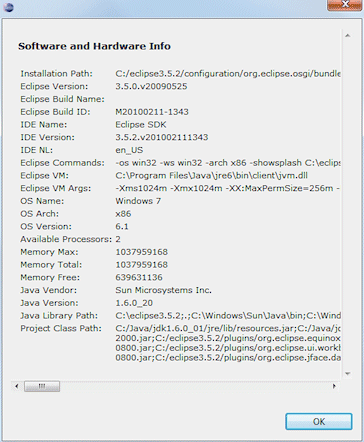 Software and Hardware Info
Installation Path: C:/eclipse3.5.2/configuration/org.eclipse.osgi/bundle
Eclipse Version: 3.5.0.v20090525
Eclipse Build Name:
Eclipse Build ID: M20100211-1343
IDE Name: Eclipse SDK
IDE Version: 3.5.2.v201002111343
IDE NL: en_US
Eclipse Commands: -os win32 -ws win32 -arch x86 -showsplash C:\eclips
Eclipse VM: C:\Program Files\Java\jre6\bin\client\jvm.dll
Eclipse VM Args: -Xms1024m -Xmx1024m -XX:MaxPermSize=256m -
OS Name: Windows 7
OS Arch: x86
OS Version: 6.1
Available Processors: 2
Memory Max: 1037959168
Memory Total: 1037959168
Memory Free: 639631136
Java Vendor: Sun Microsystems Inc.
Java Version: 1.6.0_20
Java Library Path: C:\eclipse3.5.2;.;C:\Windows\Sun\Java\bin;C:\Wind
Project Class Path: C:/Java/jdk1.6.0_01/jre/lib/resources.jar;C:/Java/jd
2000.jar;C:/eclipse3.5.2/plugins/org.eclipse.equinox
0800.jar;C:/eclipse3.5.2/plugins/org.eclipse.ui.workb
0800.jar;C:/eclipse3.5.2/plugins/org.eclipse.jface.da
OK